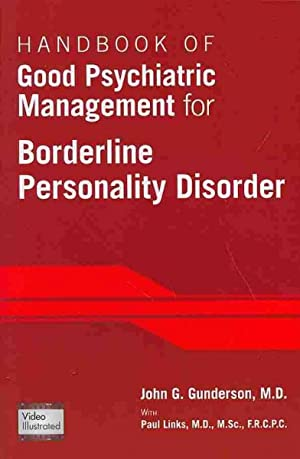 HANDBOOK OF
Good Psychiatric
Management for
Borderline
Personality Disorder
John G. Gunderson, M.D.
WITH
Paul Links, M.D., M.Sc., F.R.C.P.C.
Video
Illustrated